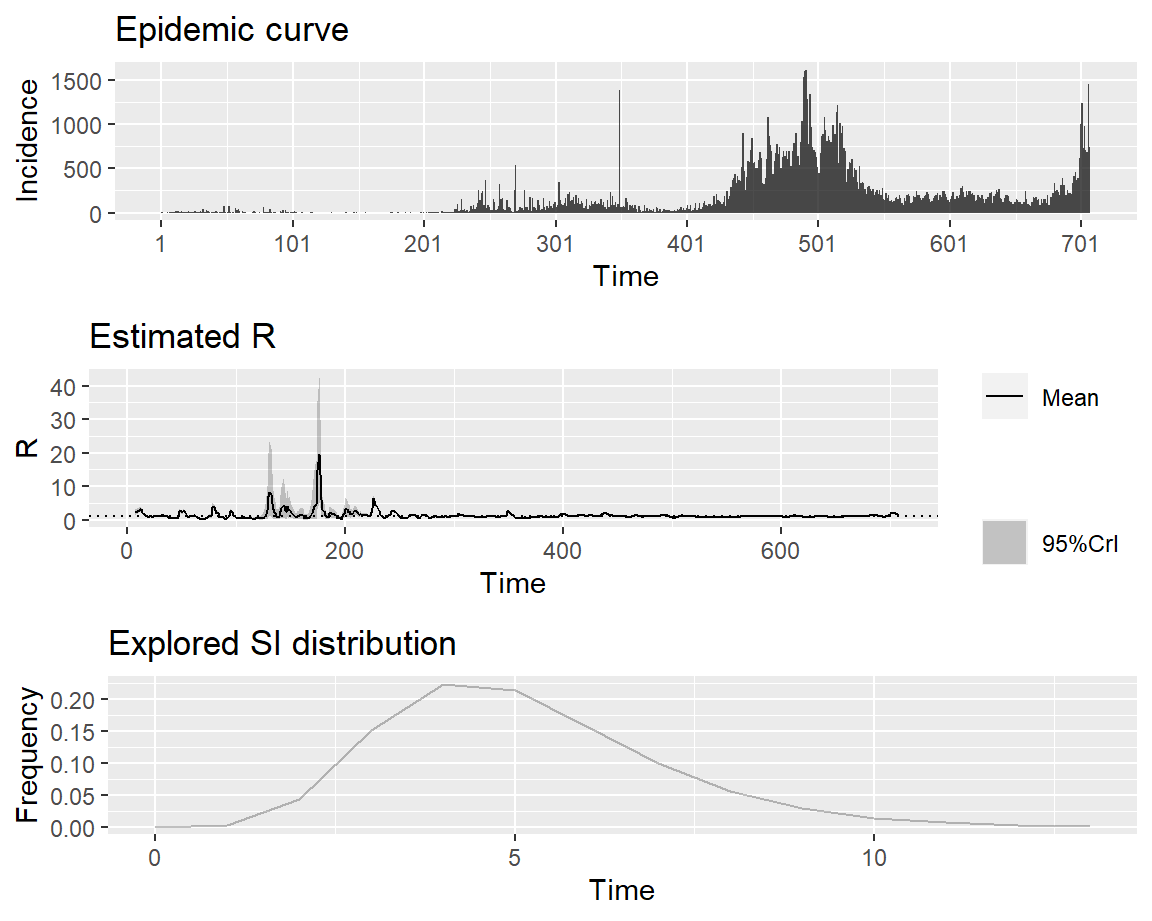 Epidemic curve
Incidence
1500
1000
500
0
1 101 201 301 401 501 601 701
Time
Estimated R
R
40
30
20
10
0
0 200 400 600
Time
Mean
95%CrI
Explored SI distribution
Frequency
0.20
0.15
0.10
0.05
0.00
0 5 10
Time